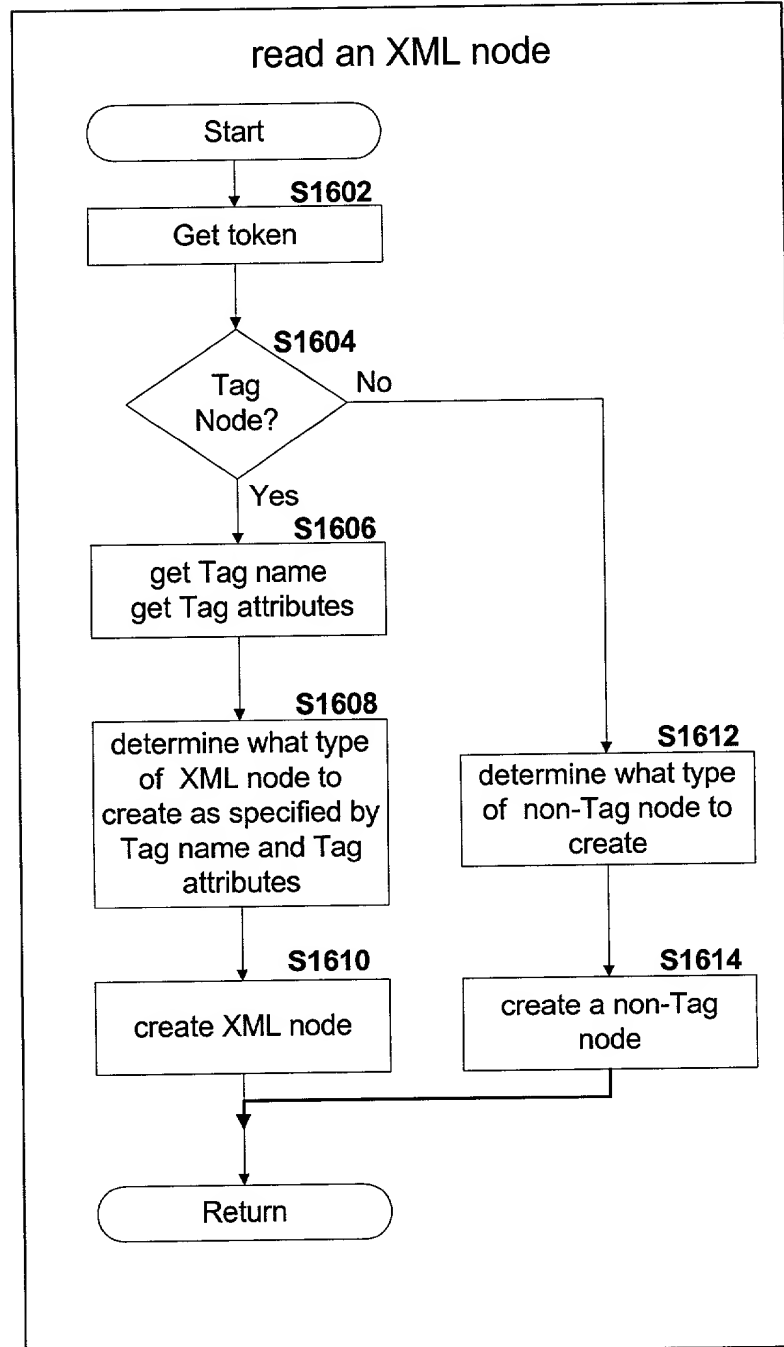 read an XML node
Start
S1602
Get token
S1604
Tag
Node?
No
Yes
S1606
get Tag name
get Tag attributes
S1608
determine what type
of XML node to
create as specified by
Tag name and Tag
attributes
S1612
determine what type
of non-Tag node to
create
S1610
create XML node
S1614
create a non-Tag
node
Return